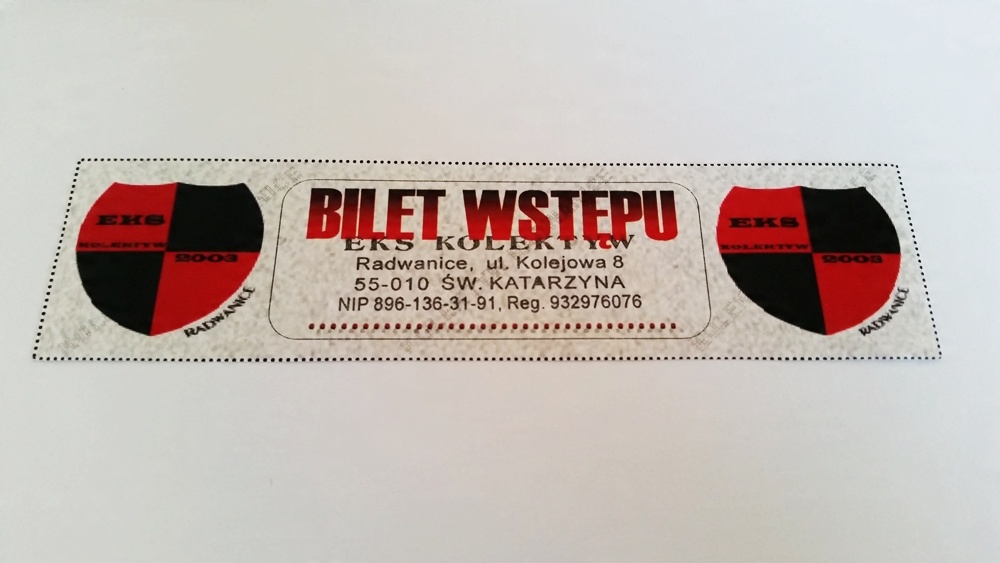 EKS
KOLEKTYW
2003
RADWANICE
BILET WSTĘPU
EKS KOLEKTYW
Radwanice, ul. Kolejowa 8
55-010 ŚW. KATARZYNA
NIP 896-136-31-91, Reg. 932976076
EKS
KOLEKTYW
2003
RADWANICE